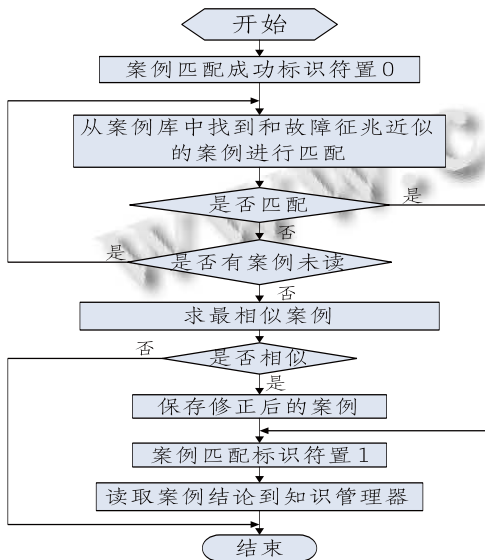 开始
案例匹配成功标识符置0
从案例库中找到和故障征兆近似
的案例进行匹配
是否匹配
是
否
是否有案例未读
是
否
求最相似案例
是否相似
否
是
保存修正后的案例
案例匹配标识符置1
读取案例结论到知识管理器
结束
www.c